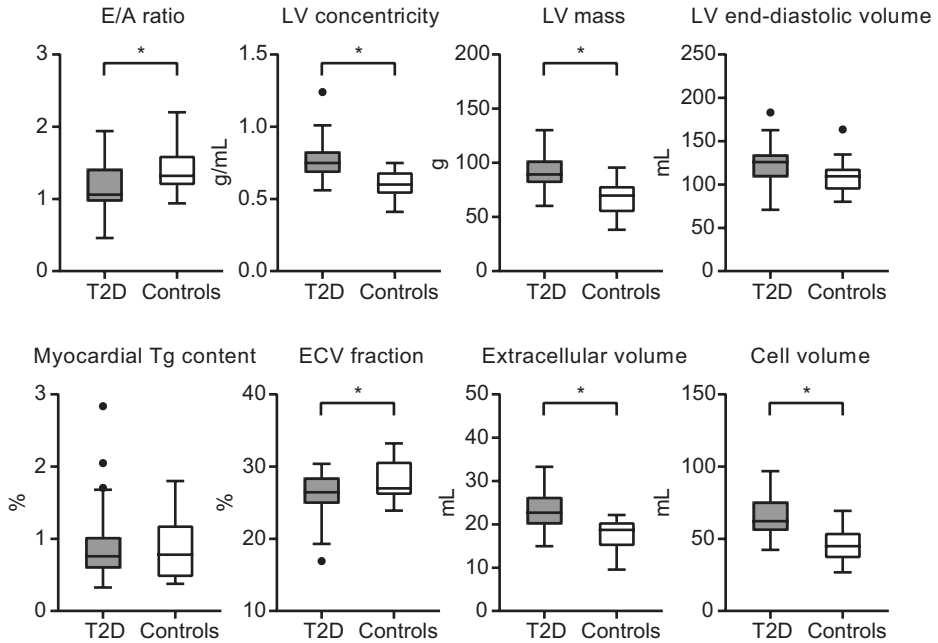 E/A ratio
3
2
1
0
*
T2D Controls
LV concentricity
g/mL
1.5
1.0
0.5
0.0
*
T2D Controls
LV mass
g
200
150
100
50
0
*
T2D Controls
LV end-diastolic volume
mL
250
200
150
100
50
0
T2D Controls
Myocardial Tg content
%
3
2
1
0
T2D Controls
ECV fraction
%
40
30
20
10
*
T2D Controls
Extracellular volume
mL
50
40
30
20
10
0
*
T2D Controls
Cell volume
mL
150
100
50
0
*
T2D Controls